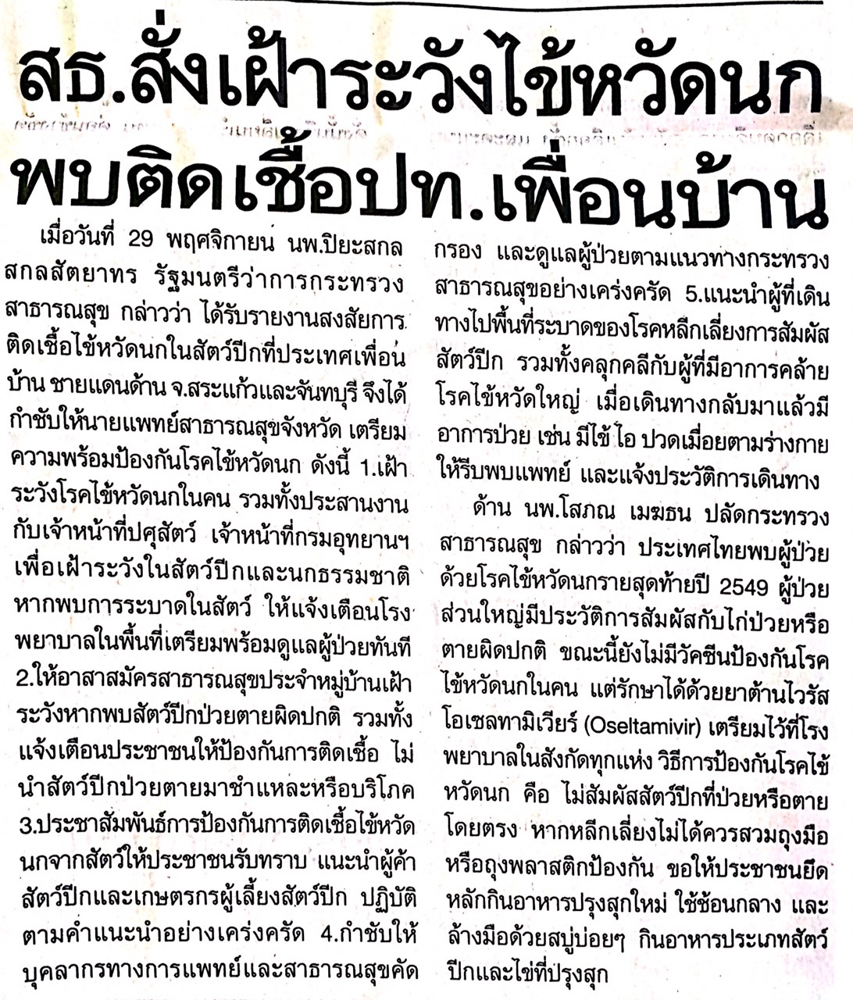 สธ.สั่งเฝ้าระวังไข้หวัดนก
พบติดเชื้อปท.เพื่อนบ้าน
เมื่อวันที่ 29 พฤศจิกายน นพ.ปิยะสกล
สกลสัตยาทร รัฐมนตรีว่าการกระทรวง
สาธารณสุข กล่าวว่า ได้รับรายงานสงสัยการ
ติดเชื้อไข้หวัดนกในสัตว์ปีกที่ประเทศเพื่อน
บ้าน ชายแดนด้าน จ.สระแก้วและจันทบุรี จึงได้
กำชับให้นายแพทย์สาธารณสุขจังหวัด เตรียม
ความพร้อมป้องกันโรคไข้หวัดนก ดังนี้ 1.เฝ้า
ระวังโรคไข้หวัดนกในคน รวมทั้งประสานงาน
กับเจ้าหน้าที่ปศุสัตว์ เจ้าหน้าที่กรมอุทยานฯ
เพื่อเฝ้าระวังในสัตว์ปีกและนกธรรมชาติ
หากพบการระบาดในสัตว์ ให้แจ้งเตือนโรง
พยาบาลในพื้นที่เตรียมพร้อมดูแลผู้ป่วยทันที
2.ให้อาสาสมัครสาธารณสุขประจำหมู่บ้านเฝ้า
ระวังหากพบสัตว์ปีกป่วยตายผิดปกติ รวมทั้ง
แจ้งเตือนประชาชนให้ป้องกันการติดเชื้อ ไม่
นำสัตว์ปีกป่วยตายมาชำแหละหรือบริโภค
3.ประชาสัมพันธ์การป้องกันการติดเชื้อไข้หวัด
นกจากสัตว์ให้ประชาชนรับทราบ แนะนำผู้ค้า
สัตว์ปีกและเกษตรกรผู้เลี้ยงสัตว์ปีก ปฏิบัติ
ตามคำแนะนำอย่างเคร่งครัด 4.กำชับให้
บุคลากรทางการแพทย์และสาธารณสุขคัด
กรอง และดูแลผู้ป่วยตามแนวทางกระทรวง
สาธารณสุขอย่างเคร่งครัด 5.แนะนำผู้ที่เดิน
ทางไปพื้นที่ระบาดของโรคหลีกเลี่ยงการสัมผัส
สัตว์ปีก รวมทั้งคลุกคลีกับผู้ที่มีอาการคล้าย
โรคไข้หวัดใหญ่ เมื่อเดินทางกลับมาแล้วมี
อาการป่วย เช่น มีไข้ ไอ ปวดเมื่อยตามร่างกาย
ให้รีบพบแพทย์ และแจ้งประวัติการเดินทาง
ด้าน นพ.โสภณ เมฆธน ปลัดกระทรวง
สาธารณสุข กล่าวว่า ประเทศไทยพบผู้ป่วย
ด้วยโรคไข้หวัดนกรายสุดท้ายปี 2549 ผู้ป่วย
ส่วนใหญ่มีประวัติการสัมผัสกับไก่ป่วยหรือ
ตายผิดปกติ ขณะนี้ยังไม่มีวัคซีนป้องกันโรค
ไข้หวัดนกในคน แต่รักษาได้ด้วยยาต้านไวรัส
โอเซลทามิเวียร์ (Oseltamivir) เตรียมไว้ที่โรง
พยาบาลในสังกัดทุกแห่ง วิธีการป้องกันโรคไข้
หวัดนก คือ ไม่สัมผัสสัตว์ปีกที่ป่วยหรือตาย
โดยตรง หากหลีกเลี่ยงไม่ได้ควรสวมถุงมือ
หรือถุงพลาสติกป้องกัน ขอให้ประชาชนยึด
หลักกินอาหารปรุงสุกใหม่ ใช้ช้อนกลาง และ
ล้างมือด้วยสบู่บ่อยๆ กินอาหารประเภทสัตว์
ปีกและไข่ที่ปรุงสุก